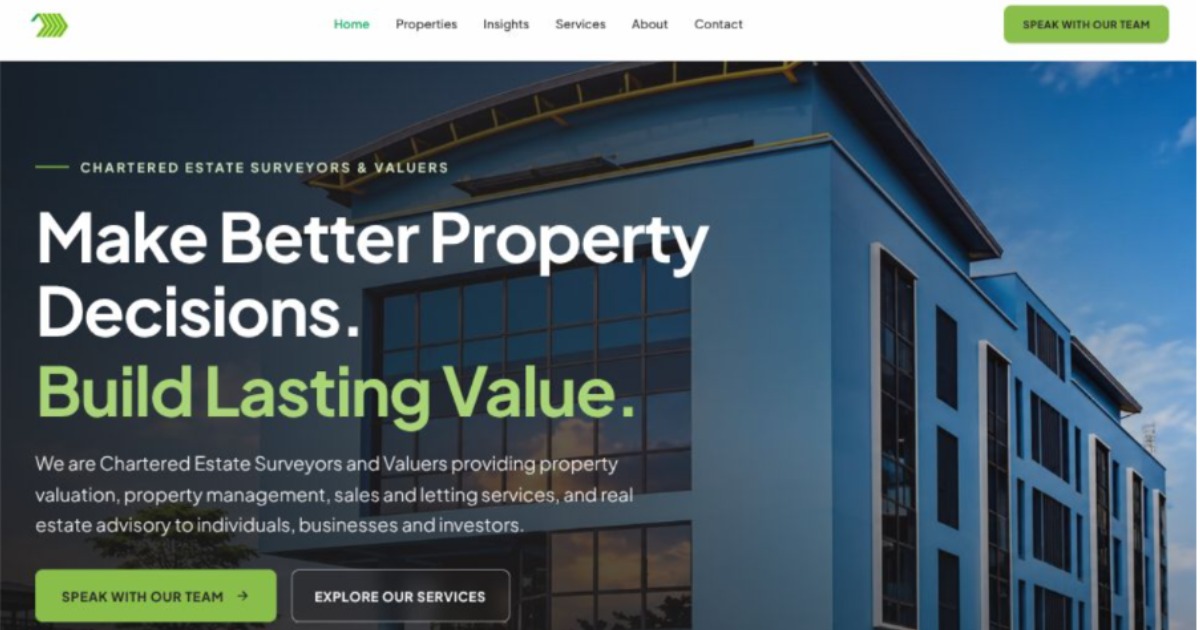 Home Properties Insights Services About Contact
SPEAK WITH OUR TEAM
CHARTERED ESTATE SURVEYORS & VALUERS
Make Better Property
Decisions.
Build Lasting Value.
We are Chartered Estate Surveyors and Valuers providing property
valuation, property management, sales and letting services, and real
estate advisory to individuals, businesses and investors.
SPEAK WITH OUR TEAM →
EXPLORE OUR SERVICES